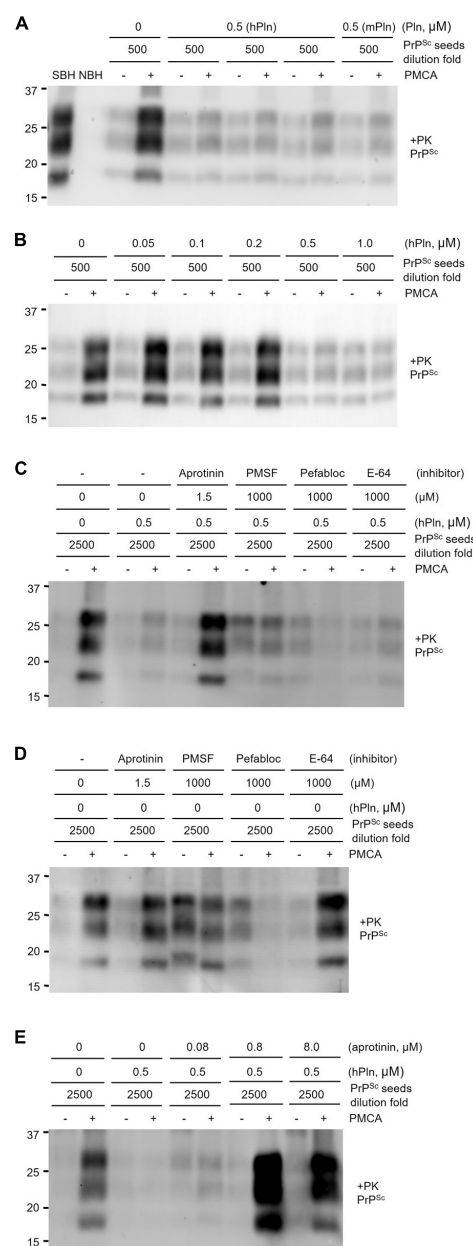 A
0 0.5 (hPln) 0.5 (mPln) (Pln, µM)
500 500 500 500 500 500 PrPSc seeds
dilution fold
SBH NBH - + - + - + - + - + PMCA
37
25
20
15
+PK
PrPSc
B
0 0.05 0.1 0.2 0.5 1.0 (hPln, µM)
500 500 500 500 500 500 PrPSc seeds
dilution fold
- + - + - + - + - + - + PMCA
37
25
20
15
+PK
PrPSc
C
- - Aprotinin PMSF Pefabloc E-64 (inhibitor)
0 0 1.5 1000 1000 1000 (µM)
0 0.5 0.5 0.5 0.5 0.5 (hPln, µM)
2500 2500 2500 2500 2500 2500 PrPSc seeds
dilution fold
- + - + - + - + - + - + PMCA
37
25
20
15
+PK
PrPSc
D
- Aprotinin PMSF Pefabloc E-64 (inhibitor)
0 1.5 1000 1000 1000 (µM)
0 0 0 0 0 (hPln, µM)
2500 2500 2500 2500 2500 PrPSc seeds
dilution fold
- + - + - + - + - + PMCA
37
25
20
15
+PK
PrPSc
E
0 0 0.08 0.8 8.0 (aprotinin, µM)
0 0.5 0.5 0.5 0.5 (hPln, µM)
2500 2500 2500 2500 2500 PrPSc seeds
dilution fold
- + - + - + - + - + PMCA
37
25
20
15
+PK
PrPSc